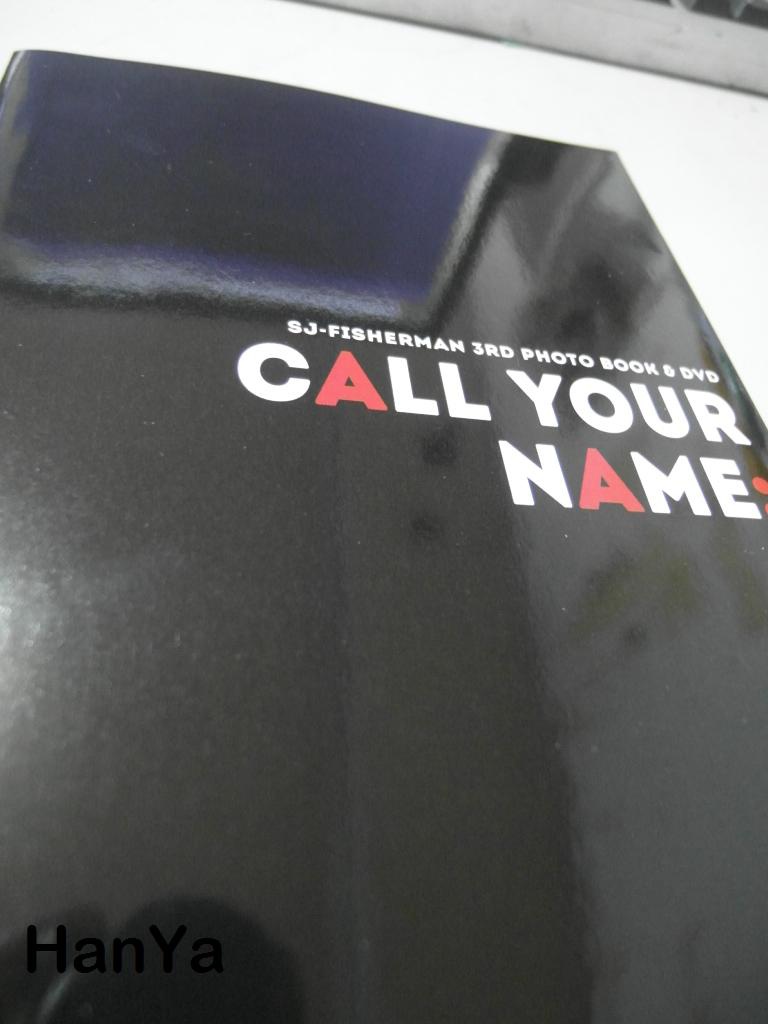 SJ-FISHERMAN 3RD PHOTO BOOK & DVD
CALL YOUR
NAME:
HanYa